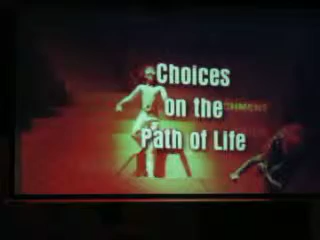 Choices
on the
Path of Life